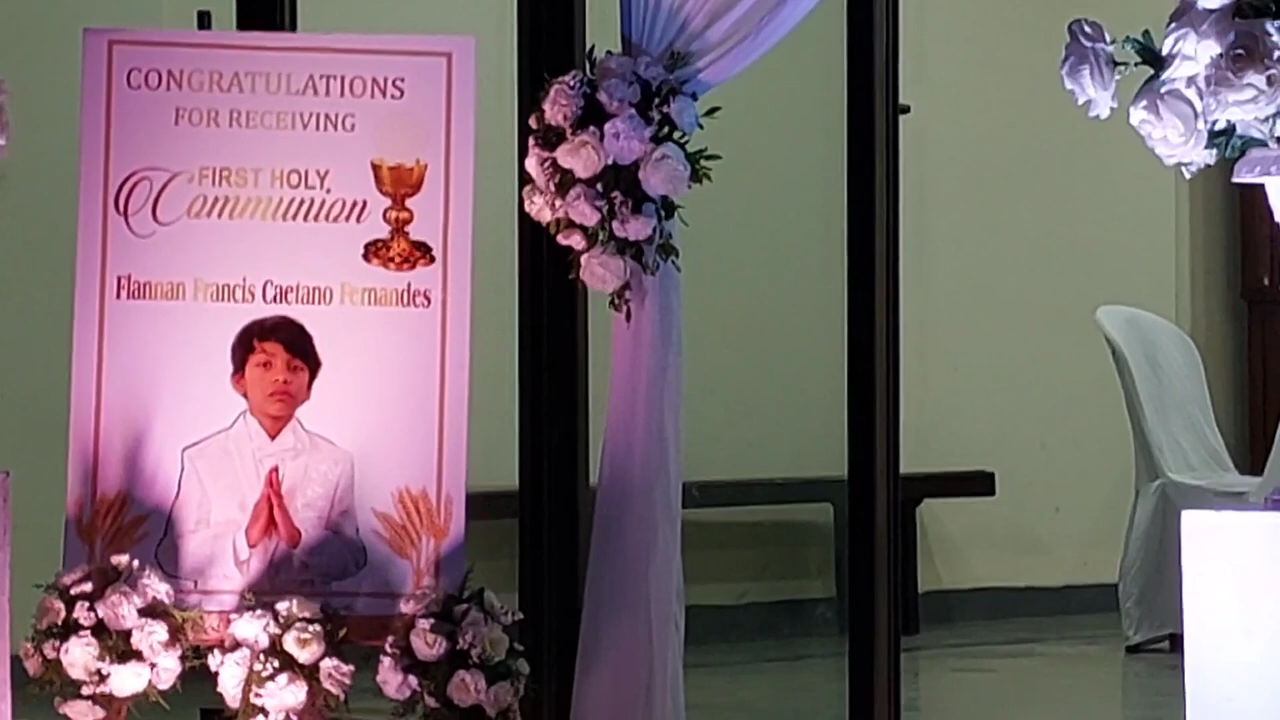 CONGRATULATIONS
FOR RECEIVING
FIRST HOLY
Communion
Flannan Francis Caetano Fernandes